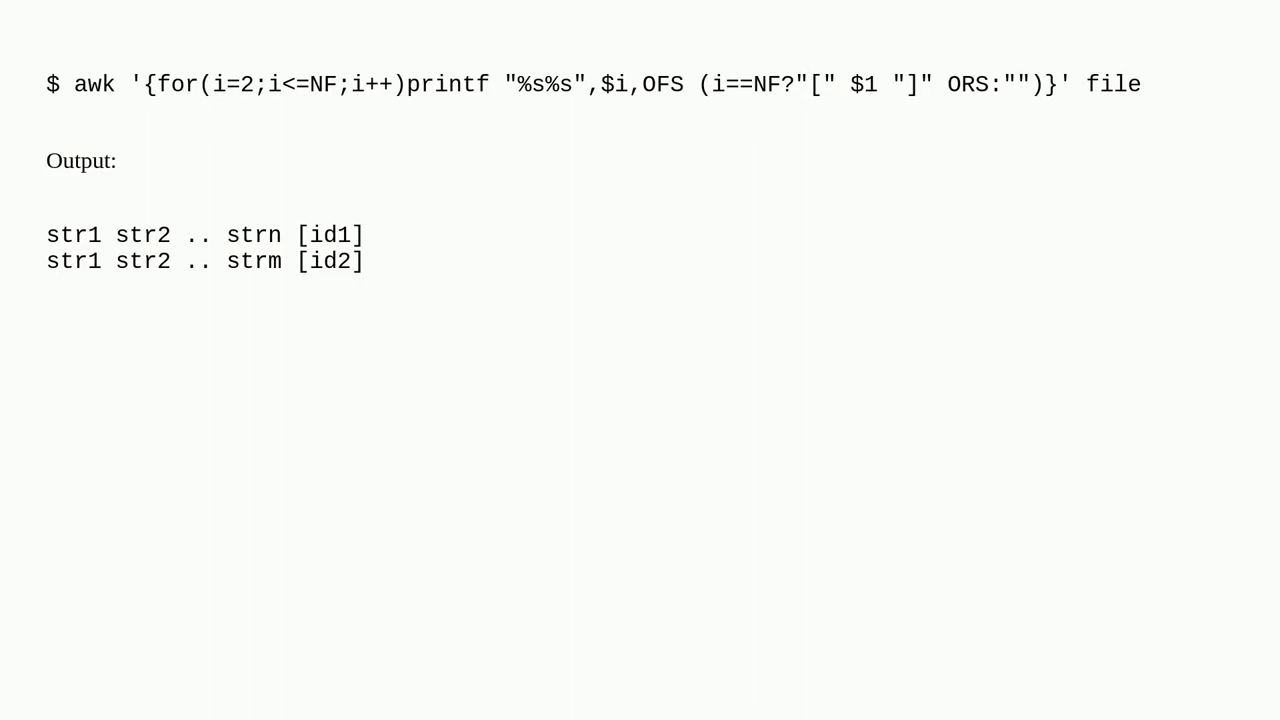 $ awk '{for(i=2;i<=NF;i++)printf "%s%s",$i,OFS (i==NF?"[" $1 "]" ORS:"")}' file
Output:
str1 str2 .. strn [id1]
str1 str2 .. strm [id2]